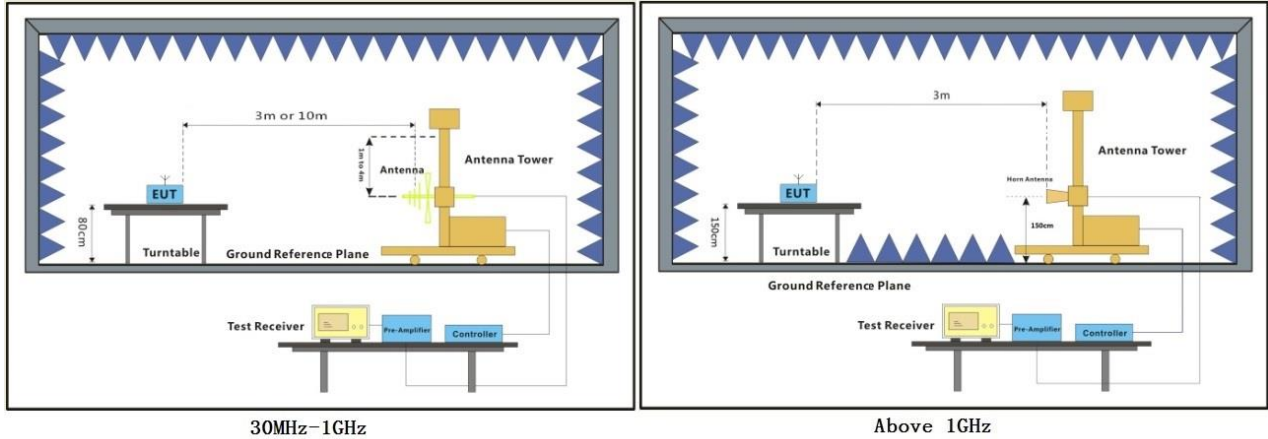 3m or 10m
1m to 4m
Antenna
Antenna Tower
EUT
80cm
Turntable
Ground Reference Plane
Test Receiver
Pre-Amplifier
Controller
30MHz-1GHz
3m
Antenna Tower
Horn Antenna
EUT
150cm
150cm
Turntable
Ground Reference Plane
Test Receiver
Pre-Amplifier
Controller
Above 1GHz